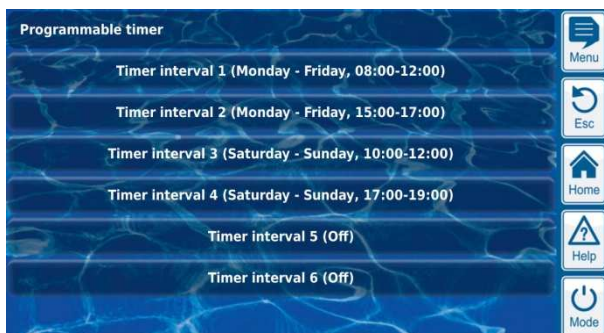 Programmable timer
Timer interval 1 (Monday - Friday, 08:00-12:00)
Timer interval 2 (Monday - Friday, 15:00-17:00)
Timer interval 3 (Saturday - Sunday, 10:00-12:00)
Timer interval 4 (Saturday - Sunday, 17:00-19:00)
Timer interval 5 (Off)
Timer interval 6 (Off)
Menu
Esc
Home
?
Help
Mode